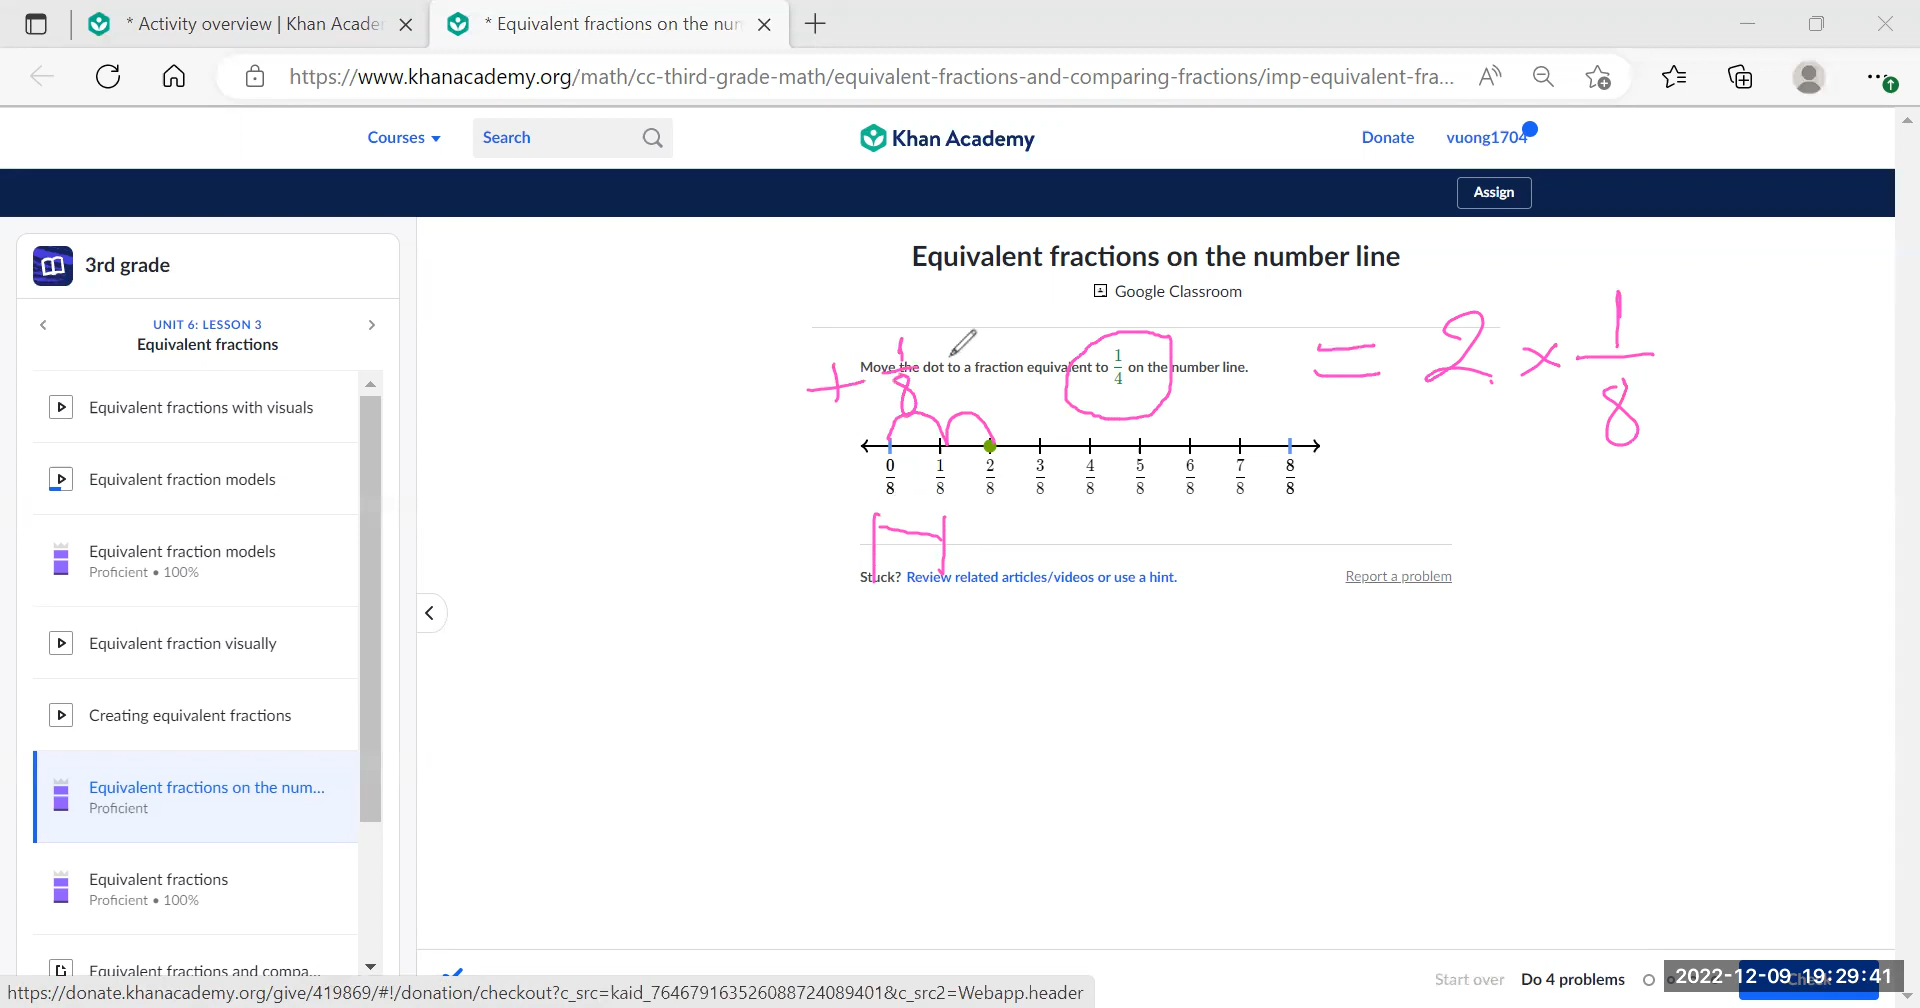 * Activity overview | Khan Acade
* Equivalent fractions on the nur
https://www.khanacademy.org/math/cc-third-grade-math/equivalent-fractions-and-comparing-fractions/imp-equivalent-fra...
Courses
Search
Khan Academy
Donate
vuong1704
Assign
3rd grade
UNIT 6: LESSON 3
Equivalent fractions
Equivalent fractions with visuals
Equivalent fraction models
Equivalent fraction models
Proficient • 100%
Equivalent fraction visually
Creating equivalent fractions
Equivalent fractions on the num...
Proficient
Equivalent fractions
Proficient • 100%
Equivalent fractions and compa...
Equivalent fractions on the number line
Google Classroom
Move the dot to a fraction equivalent to 1/4 on the number line.
= 2 × 1/8
+ 1/8
0/8 1/8 2/8 3/8 4/8 5/8 6/8 7/8 8/8
Stuck? Review related articles/videos or use a hint.
Report a problem
Start over
Do 4 problems
2022-12-09 19:29:41
https://donate.khanacademy.org/give/419869/#!/donation/checkout?c_src=kaid_764679163526088724089401&c_src2=Webapp.header